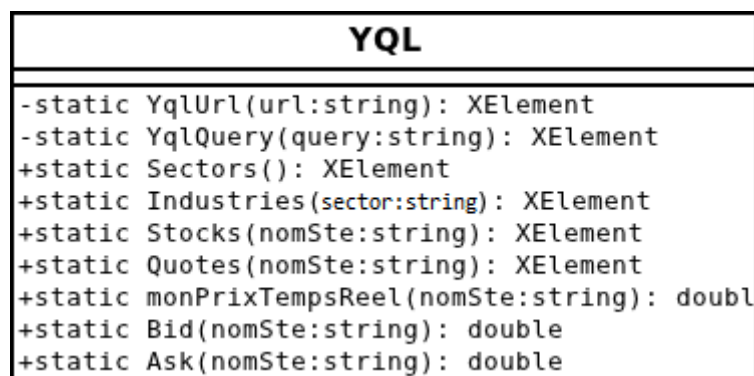 YQL
-static YqlUrl(url:string): XElement
-static YqlQuery(query:string): XElement
+static Sectors(): XElement
+static Industries(sector:string): XElement
+static Stocks(nomSte:string): XElement
+static Quotes(nomSte:string): XElement
+static monPrixTempsReel(nomSte:string): doubl
+static Bid(nomSte:string): double
+static Ask(nomSte:string): double